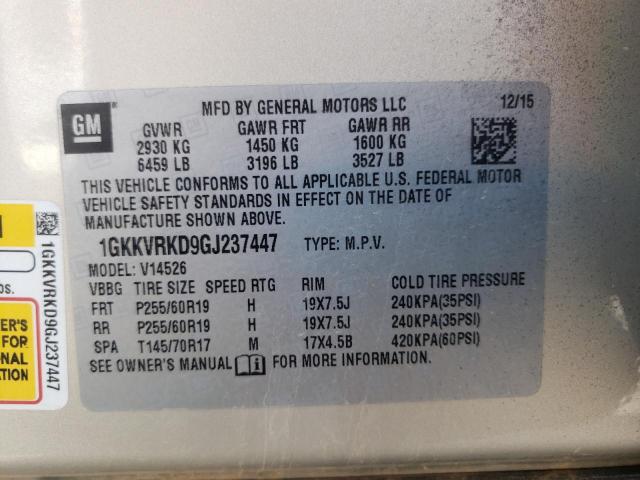 GM
MFD BY GENERAL MOTORS LLC 12/15
GVWR GAWR FRT GAWR RR
2930 KG 1450 KG 1600 KG
6459 LB 3196 LB 3527 LB
THIS VEHICLE CONFORMS TO ALL APPLICABLE U.S. FEDERAL MOTOR
VEHICLE SAFETY STANDARDS IN EFFECT ON THE DATE OF
MANUFACTURE SHOWN ABOVE.
1GKKVRKD9GJ237447 TYPE: M.P.V.
MODEL: V14526
VBBG TIRE SIZE SPEED RTG RIM COLD TIRE PRESSURE
FRT P255/60R19 H 19X7.5J 240KPA(35PSI)
RR P255/60R19 H 19X7.5J 240KPA(35PSI)
SPA T145/70R17 M 17X4.5B 420KPA(60PSI)
SEE OWNER'S MANUAL FOR MORE INFORMATION.
1GKKVRKD9GJ237447
FOR